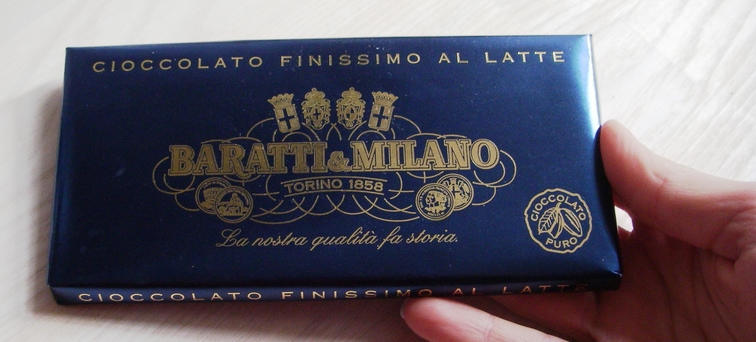 CIOCCOLATO FINISSIMO AL LATTE
BARATTI & MILANO
TORINO 1858
La nostra qualità fa storia.
CIOCCOLATO
PURO
CIOCCOLATO FINISSIMO AL LATTE